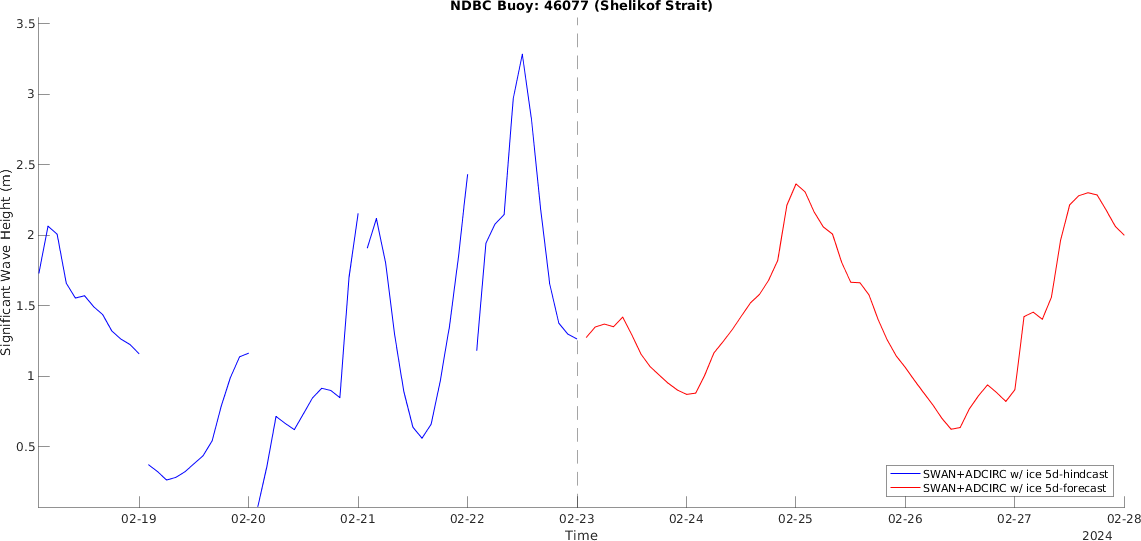 NDBC Buoy: 46077 (Shelikof Strait)
3.5
3
2.5
2
1.5
1
0.5
Significant Wave Height (m)
02-19 02-20 02-21 02-22 02-23 02-24 02-25 02-26 02-27 02-28
Time
2024
SWAN+ADCIRC w/ ice 5d-hindcast
SWAN+ADCIRC w/ ice 5d-forecast